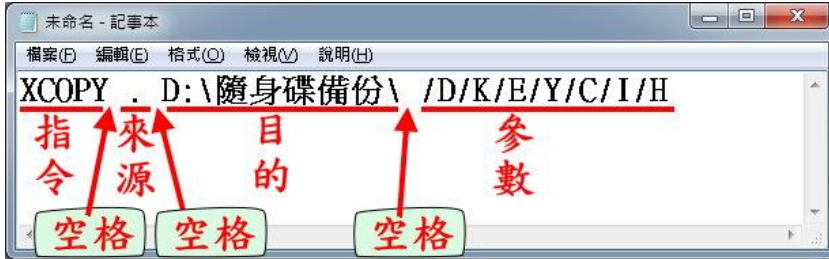 未命名 - 記事本
檔案(F) 編輯(E) 格式(O) 檢視(V) 說明(H)
XCOPY . D:\隨身碟備份\ /D/K/E/Y/C/I/H
指令 來源 目的 參數
空格 空格 空格